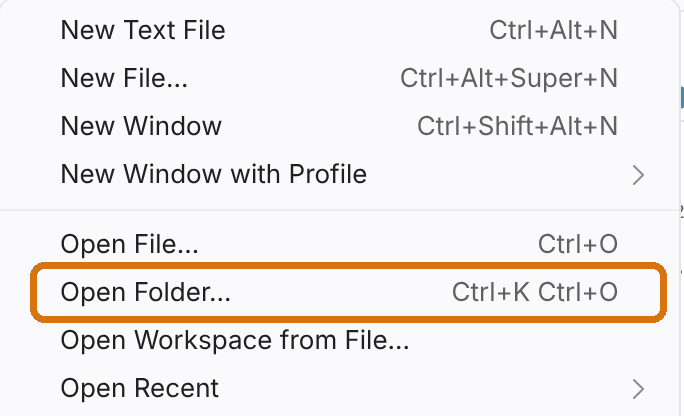 New Text File Ctrl+Alt+N
New File... Ctrl+Alt+Super+N
New Window Ctrl+Shift+Alt+N
New Window with Profile
Open File... Ctrl+O
Open Folder... Ctrl+K Ctrl+O
Open Workspace from File...
Open Recent